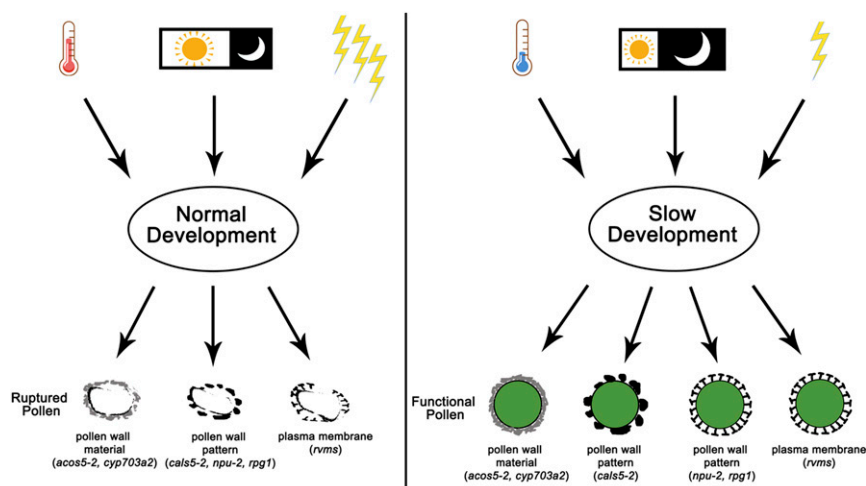 Normal
Development
Ruptured
Pollen
pollen wall
material
(acos5-2, cyp703a2)
pollen wall
pattern
(cals5-2, npu-2, rpg1)
plasma membrane
(rvms)
Slow
Development
Functional
Pollen
pollen wall
material
(acos5-2, cyp703a2)
pollen wall
pattern
(cals5-2)
pollen wall
pattern
(npu-2, rpg1)
plasma membrane
(rvms)